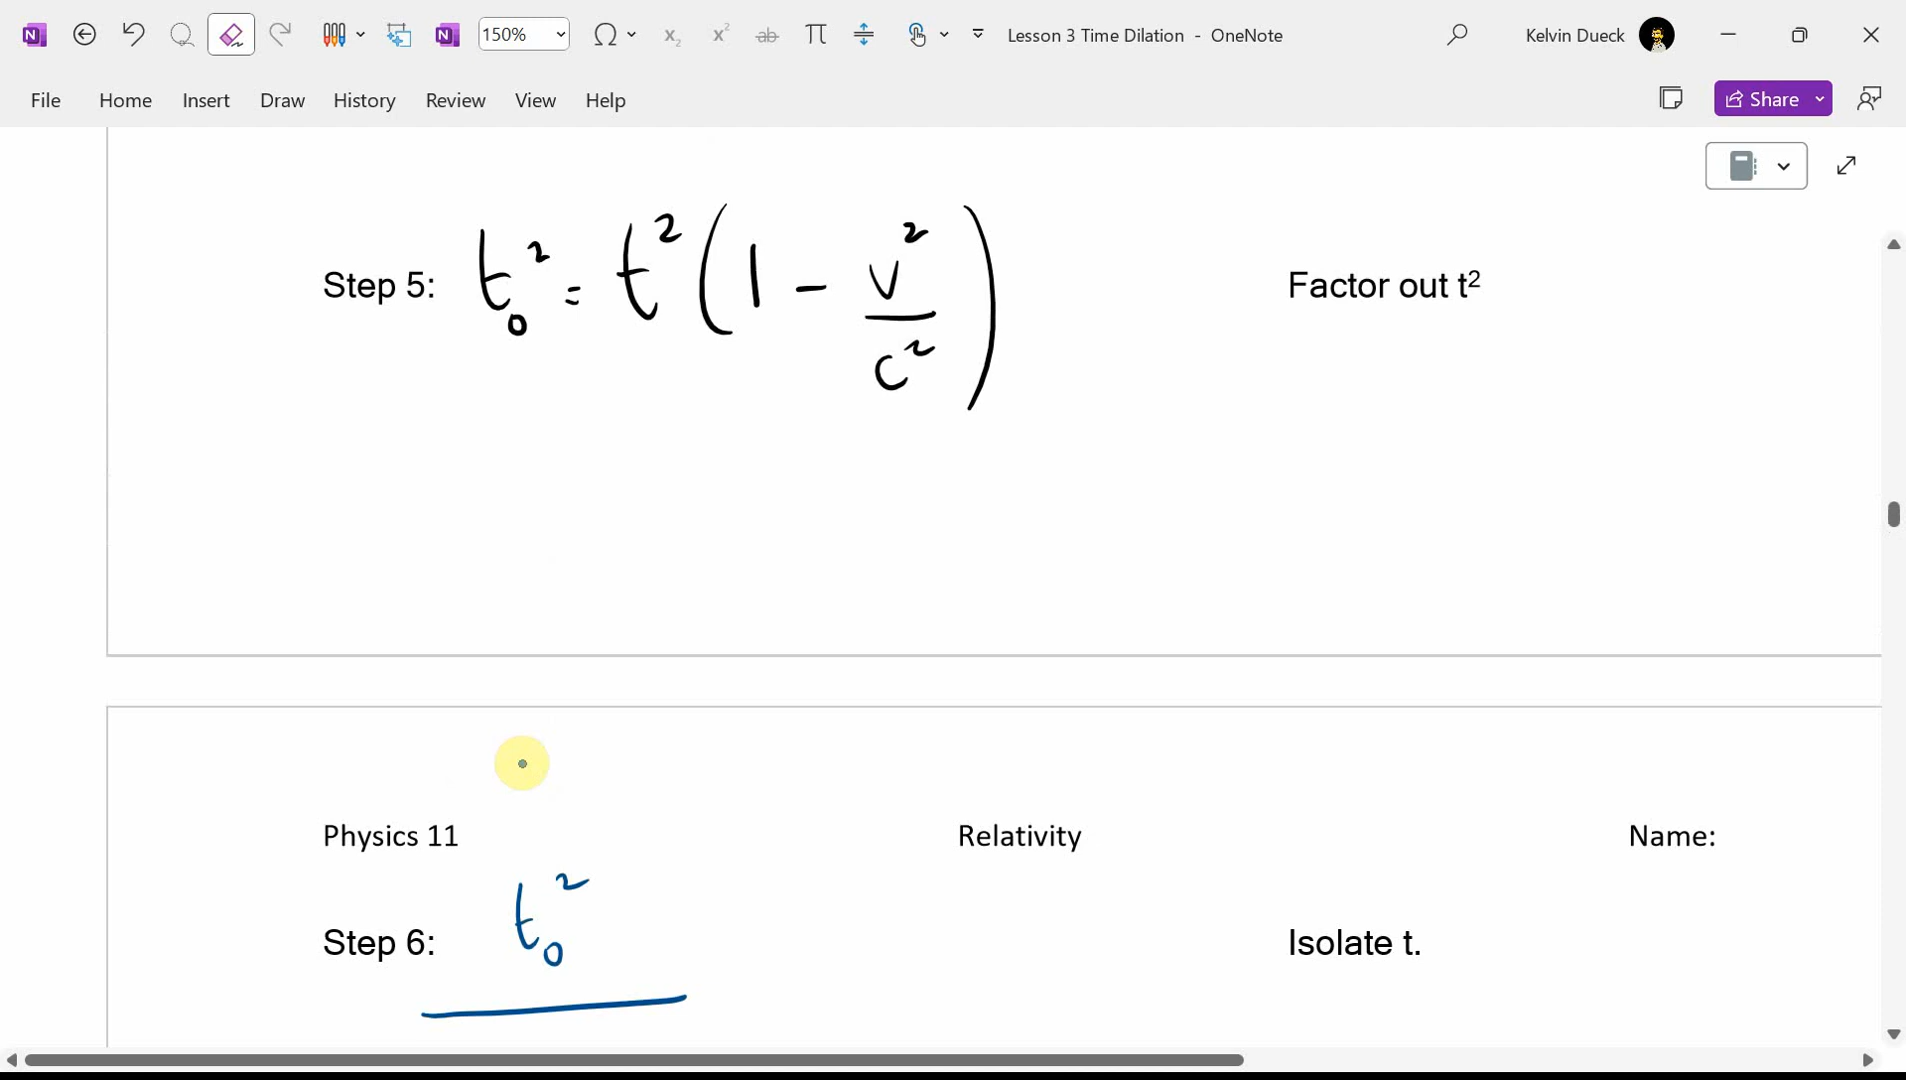 150%
Lesson 3 Time Dilation - OneNote
Kelvin Dueck
File Home Insert Draw History Review View Help
Share
Step 5: t₀² = t² (1 - v²/c²) Factor out t²
Physics 11 Relativity Name:
Step 6: t₀² Isolate t.